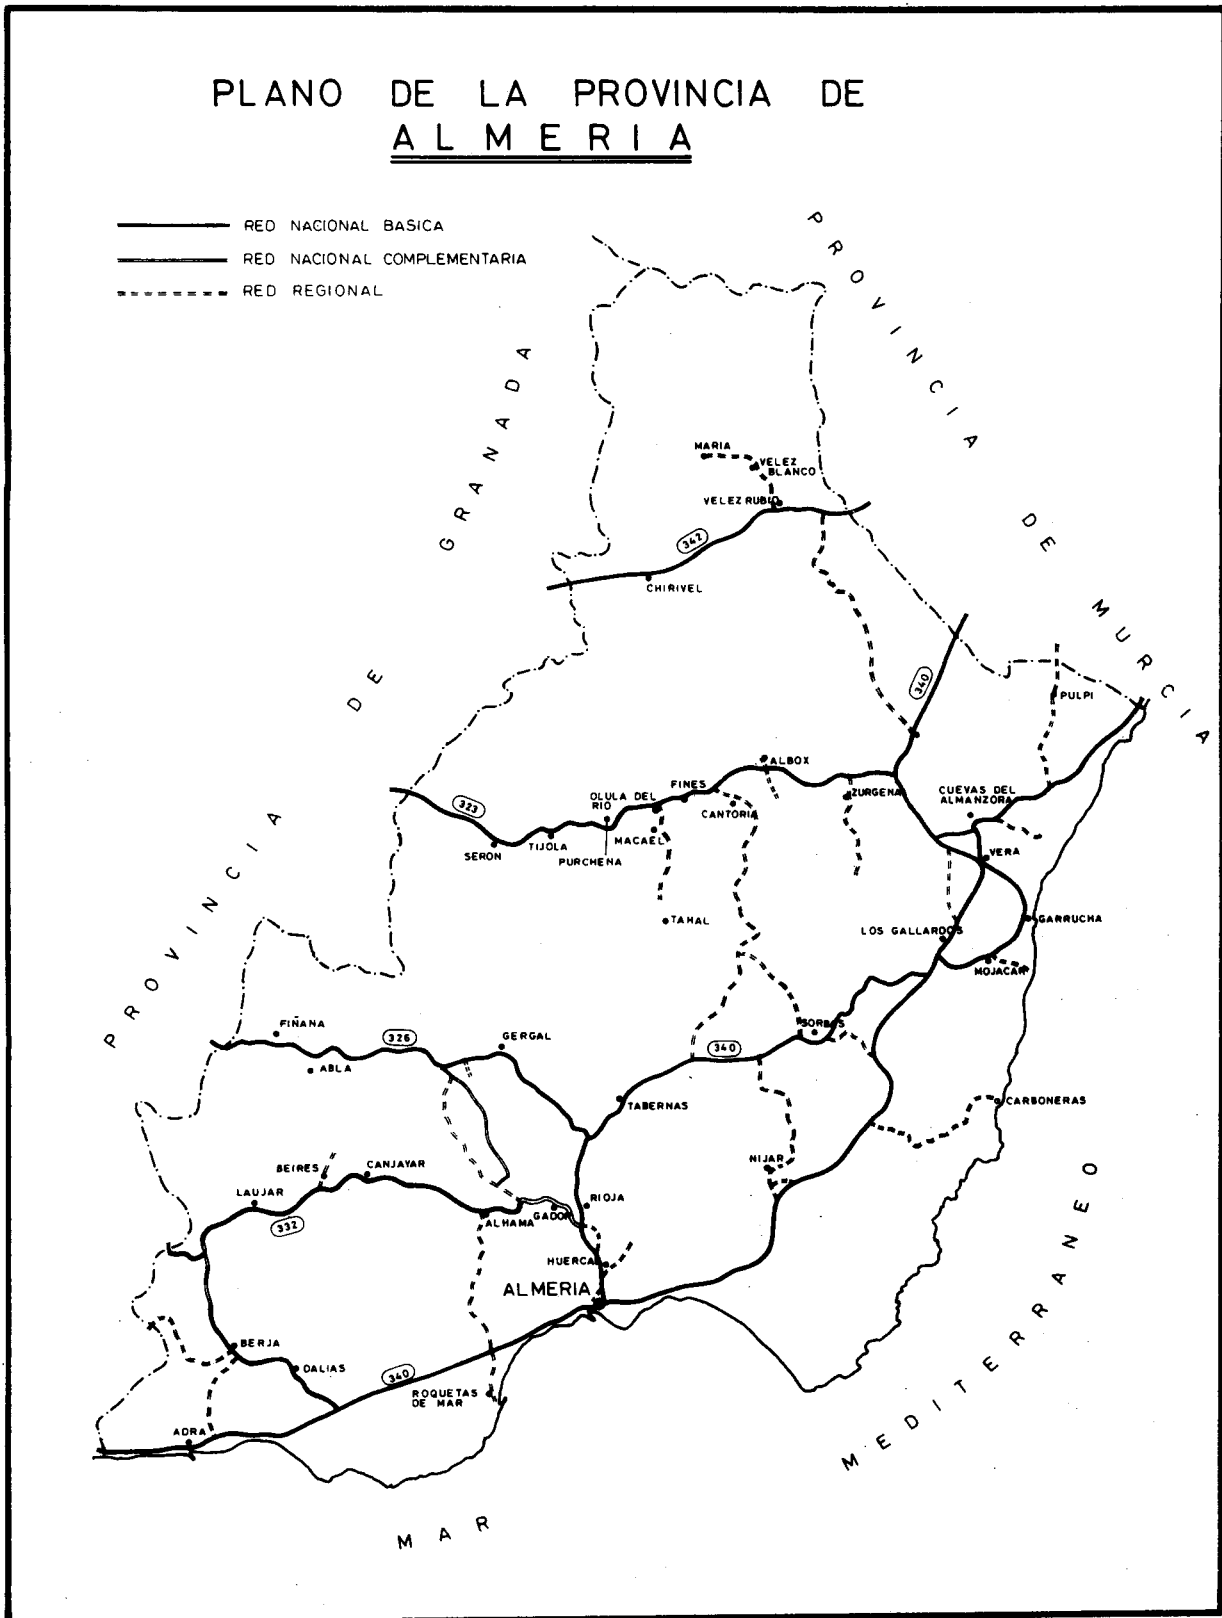 PLANO DE LA PROVINCIA DE
ALMERIA
RED NACIONAL BASICA
RED NACIONAL COMPLEMENTARIA
RED REGIONAL
PROVINCIA DE GRANADA
PROVINCIA DE MURCIA
MARIA
VELEZ
BLANCO
VELEZ RUBIO
342
CHIRIVEL
340
PULPI
ALBOX
FINES
323
OLULA DEL
RIO
CANTORIA
ZURGENA
CUEVAS DEL
ALMANZORA
SERON
TIJOLA
MACAEL
PURCHENA
VERA
TAHAL
LOS GALLARDOS
GARRUCHA
MOJACAR
FIÑANA
326
GERGAL
SORBAS
340
ABLA
TABERNAS
CARBONERAS
BEIRES
CANJAYAR
NIJAR
LAUJAR
332
ALHAMA
GADOR
RIOJA
HUERCAL
ALMERIA
BERJA
DALIAS
340
ROQUETAS
DE MAR
ADRA
MAR MEDITERRANEO